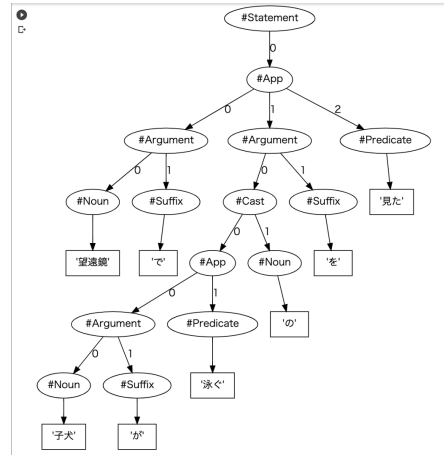 #Statement
0
#App
0 1 2
#Argument #Argument #Predicate
0 1 0 1
#Noun #Suffix #Cast #Suffix '見た'
0 1
'望遠鏡' 'で' #App #Noun 'を'
0 1
#Argument #Predicate 'の'
0 1
#Noun #Suffix '泳ぐ'
'子犬' 'が'